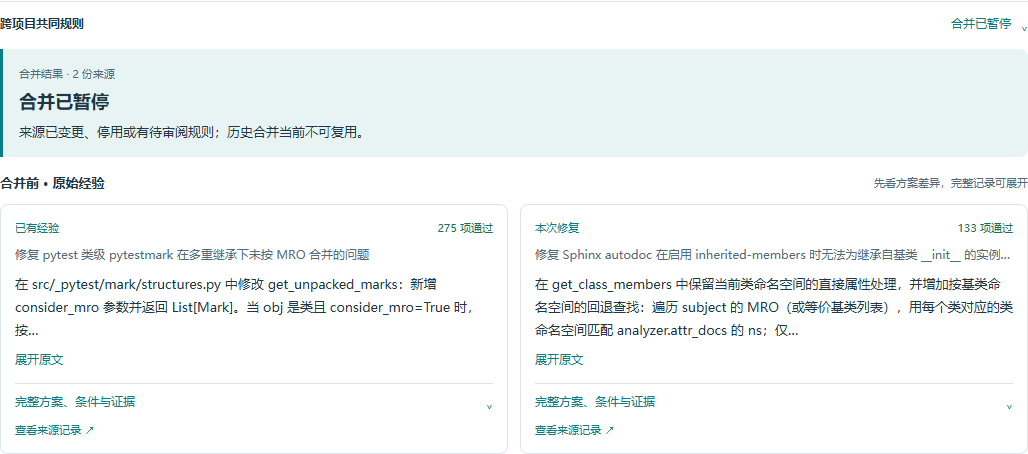 跨项目共同规则
合并已暂停
合并结果 · 2 份来源
合并已暂停
来源已变更、停用或有待审阅规则；历史合并当前不可复用。
合并前 • 原始经验
先看方案差异，完整记录可展开
已有经验
275 项通过
修复 pytest 类级 pytestmark 在多重继承下未按 MRO 合并的问题
在 src/_pytest/mark/structures.py 中修改 get_unpacked_marks：新增
consider_mro 参数并返回 List[Mark]。当 obj 是类且 consider_mro=True 时，
按...
展开原文
完整方案、条件与证据
查看来源记录 ↗
本次修复
133 项通过
修复 Sphinx autodoc 在启用 inherited-members 时无法为继承自基类 __init__ 的实例...
在 get_class_members 中保留当前类命名空间的直接属性处理，并增加按基类命
名空间的回退查找：遍历 subject 的 MRO（或等价基类列表），用每个类对应的类
命名空间匹配 analyzer.attr_docs 的 ns；仅...
展开原文
完整方案、条件与证据
查看来源记录 ↗